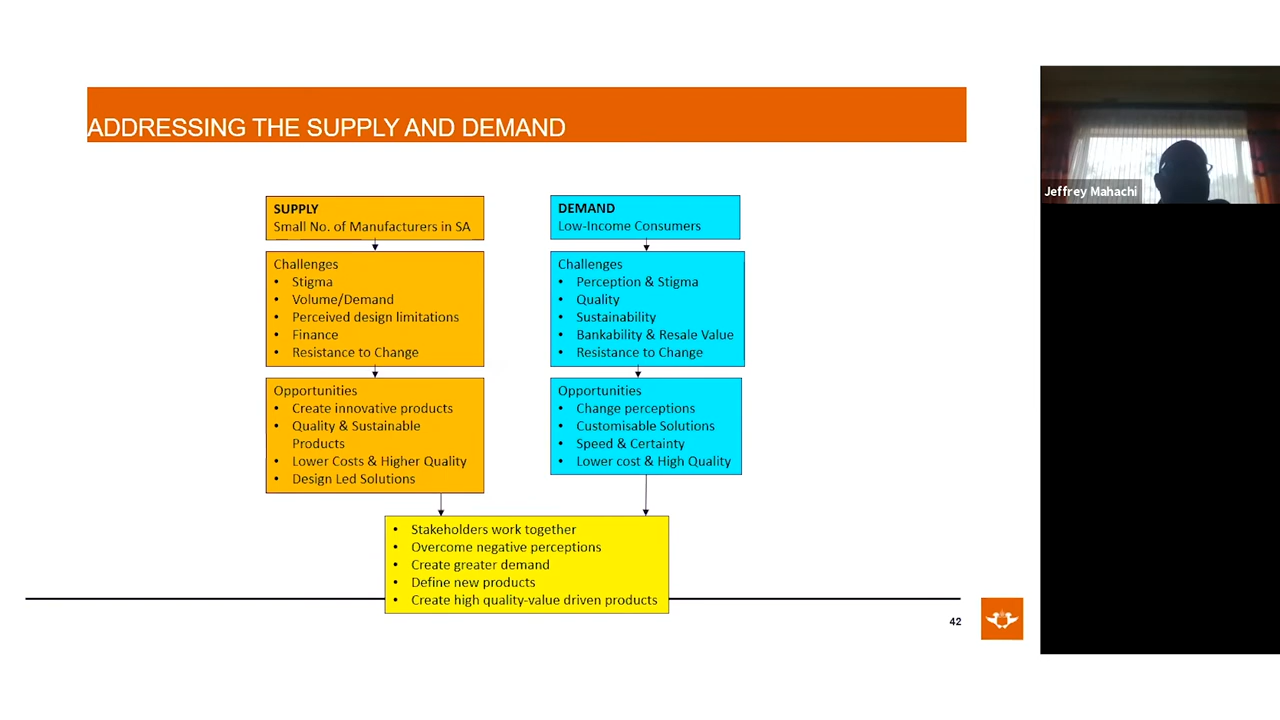 ADDRESSING THE SUPPLY AND DEMAND
SUPPLY
Small No. of Manufacturers in SA
Challenges
• Stigma
• Volume/Demand
• Perceived design limitations
• Finance
• Resistance to Change
Opportunities
• Create innovative products
• Quality & Sustainable
Products
• Lower Costs & Higher Quality
• Design Led Solutions
DEMAND
Low-Income Consumers
Challenges
• Perception & Stigma
• Quality
• Sustainability
• Bankability & Resale Value
• Resistance to Change
Opportunities
• Change perceptions
• Customisable Solutions
• Speed & Certainty
• Lower cost & High Quality
• Stakeholders work together
• Overcome negative perceptions
• Create greater demand
• Define new products
• Create high quality-value driven products
42
Jeffrey Mahachi